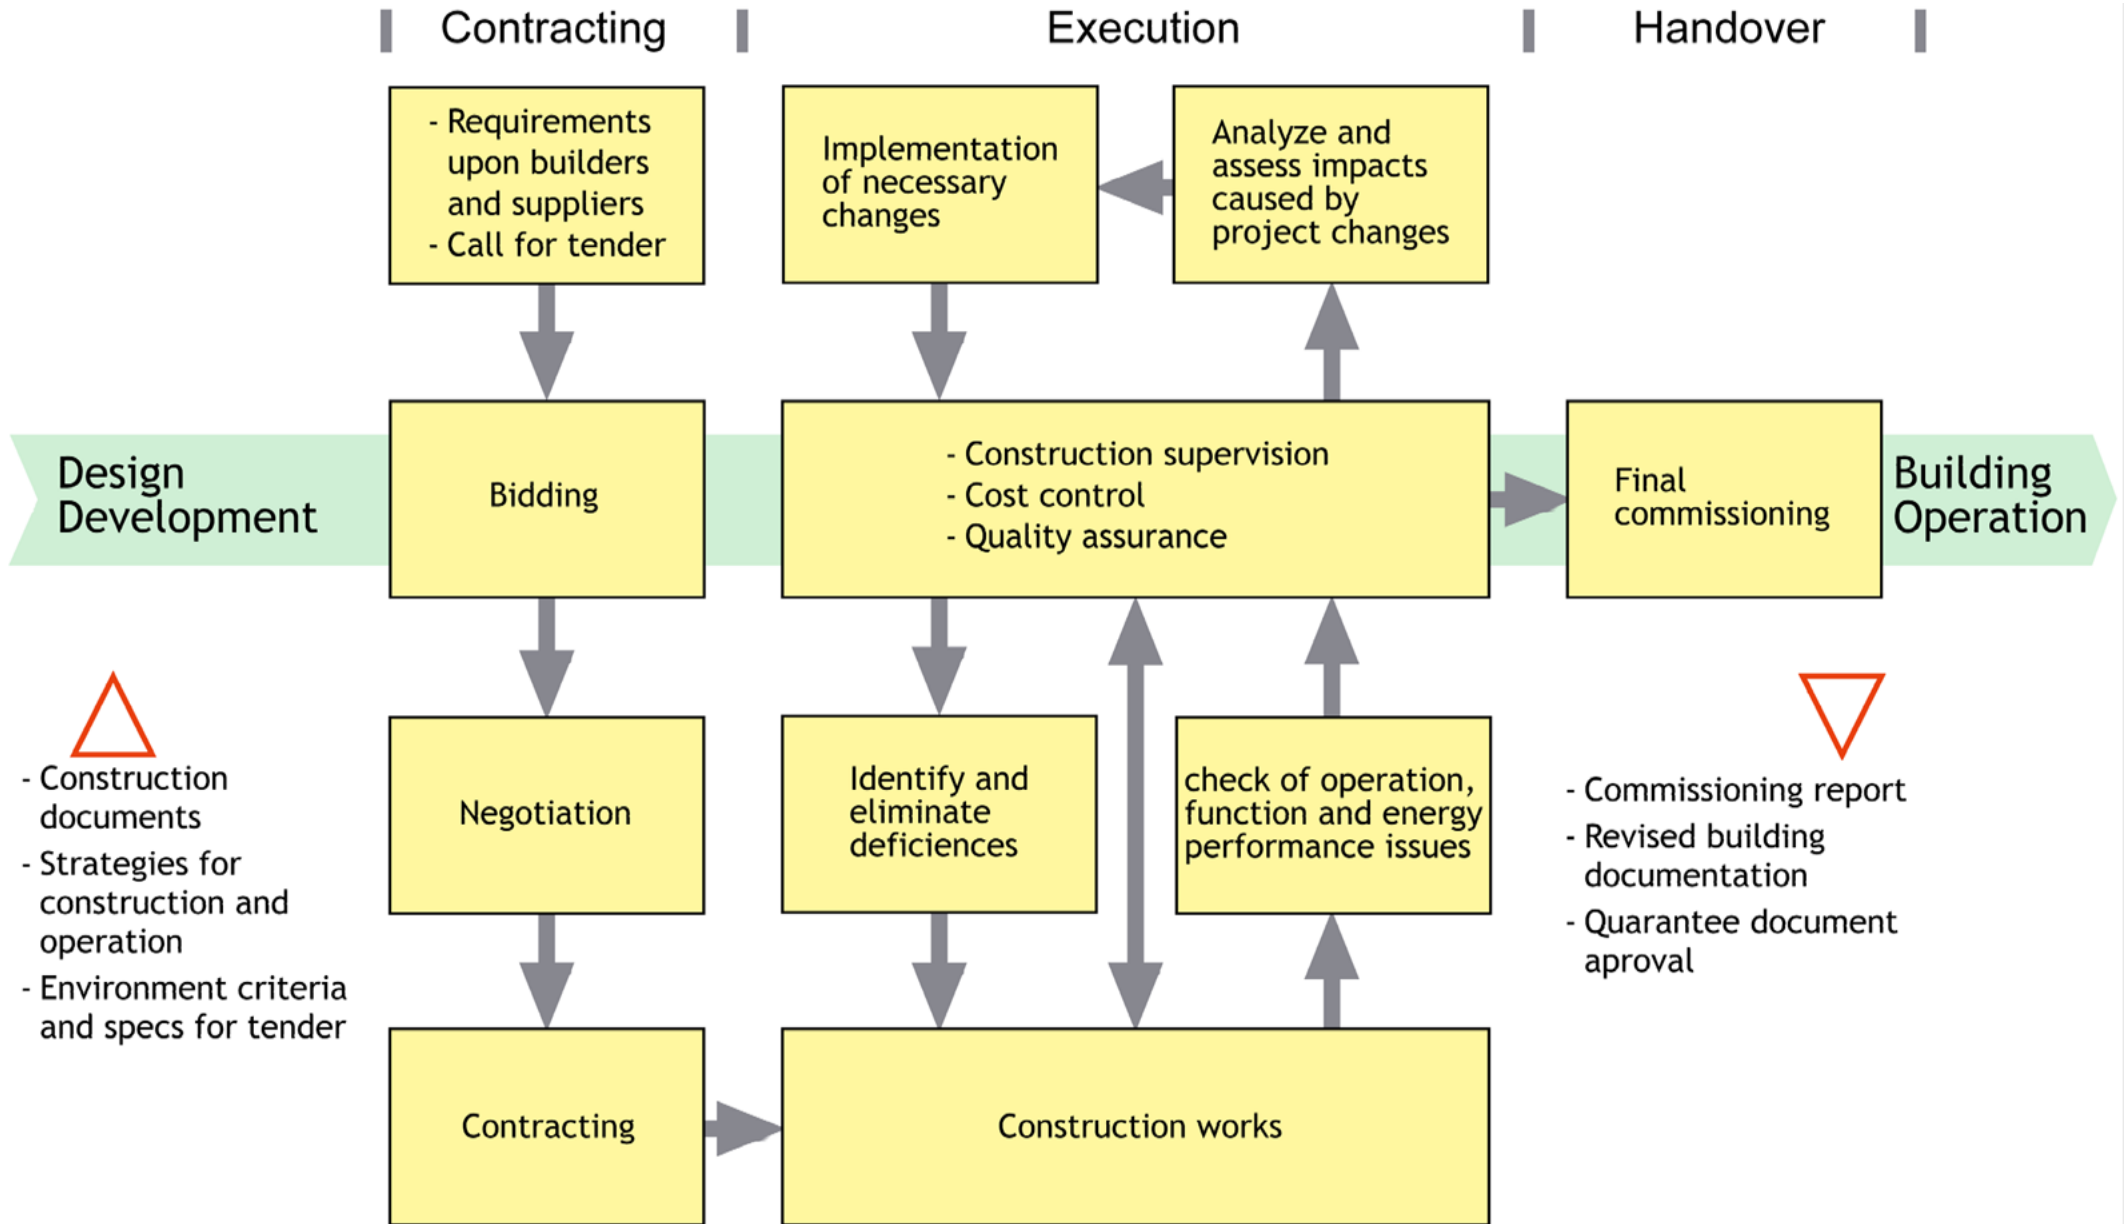 Contracting
Execution
Handover
- Requirements
upon builders
and suppliers
- Call for tender
Implementation
of necessary
changes
Analyze and
assess impacts
caused by
project changes
Design
Development
Bidding
- Construction supervision
- Cost control
- Quality assurance
Final
commissioning
Building
Operation
- Construction
documents
- Strategies for
construction and
operation
- Environment criteria
and specs for tender
Negotiation
Identify and
eliminate
deficiences
check of operation,
function and energy
performance issues
- Commissioning report
- Revised building
documentation
- Quarantee document
aproval
Contracting
Construction works